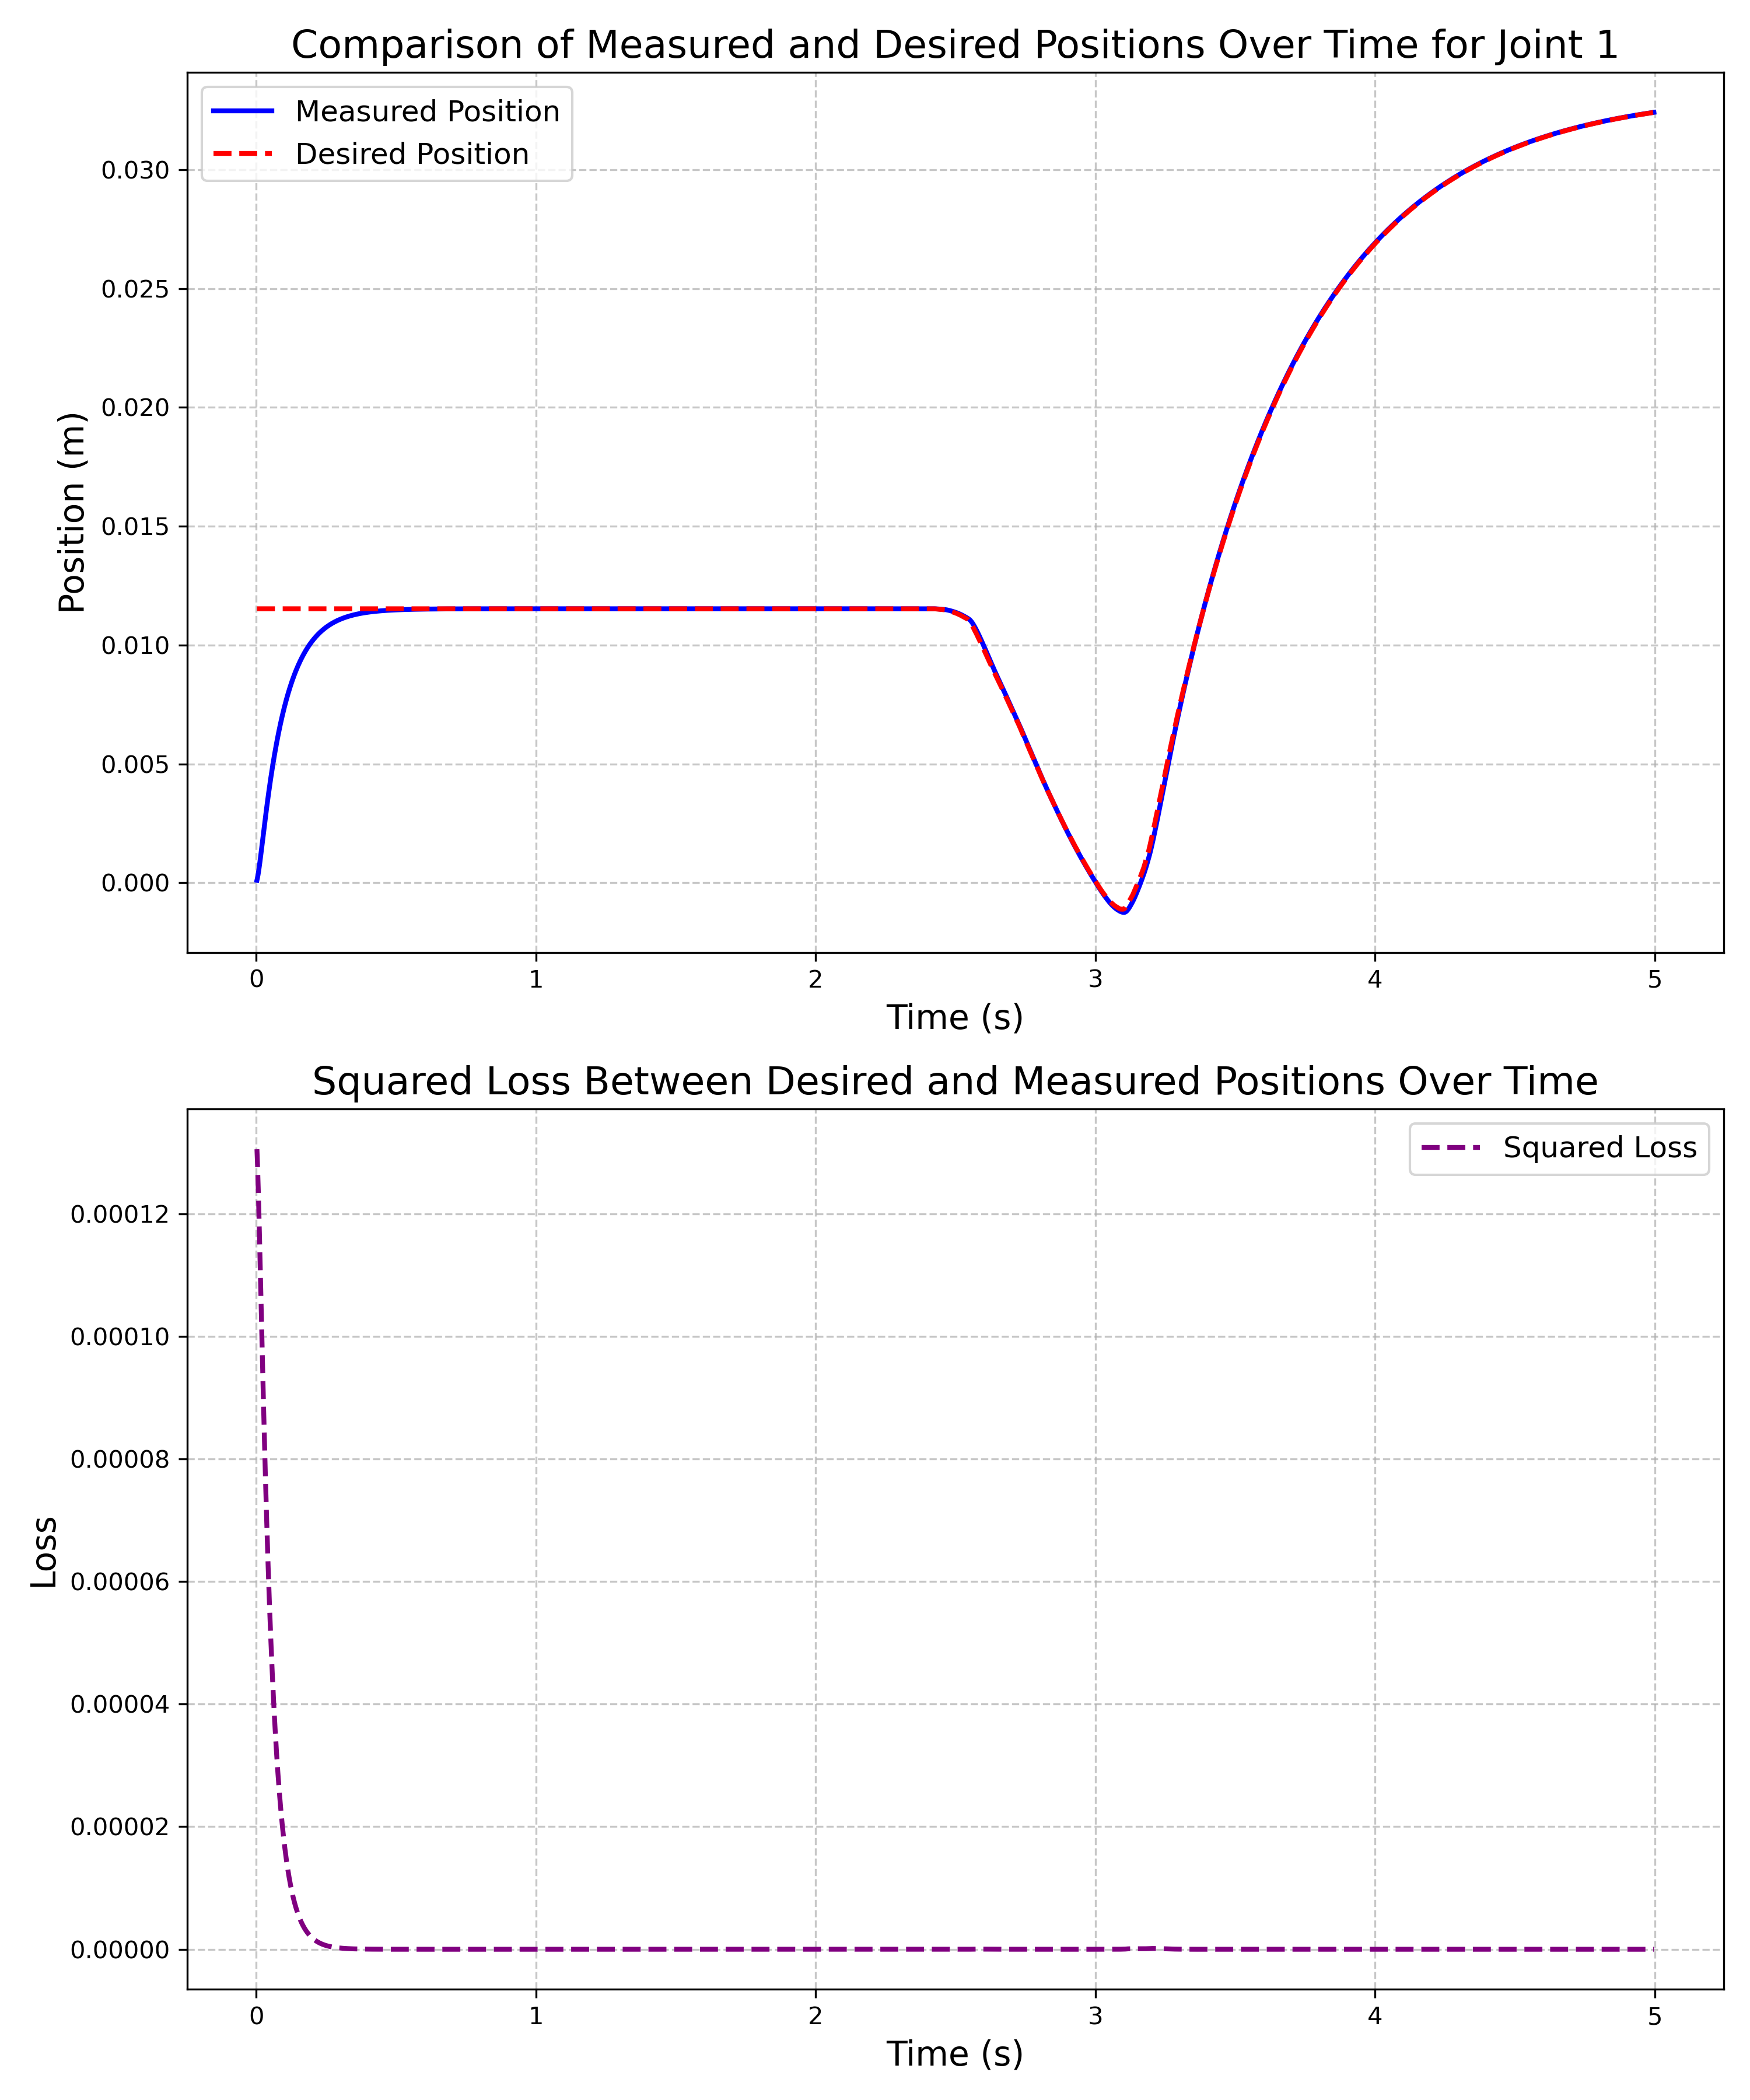 Comparison of Measured and Desired Positions Over Time for Joint 1
Measured Position
Desired Position
Position (m)
0.030
0.025
0.020
0.015
0.010
0.005
0.000
0 1 2 3 4 5
Time (s)
Squared Loss Between Desired and Measured Positions Over Time
Squared Loss
Loss
0.00012
0.00010
0.00008
0.00006
0.00004
0.00002
0.00000
0 1 2 3 4 5
Time (s)